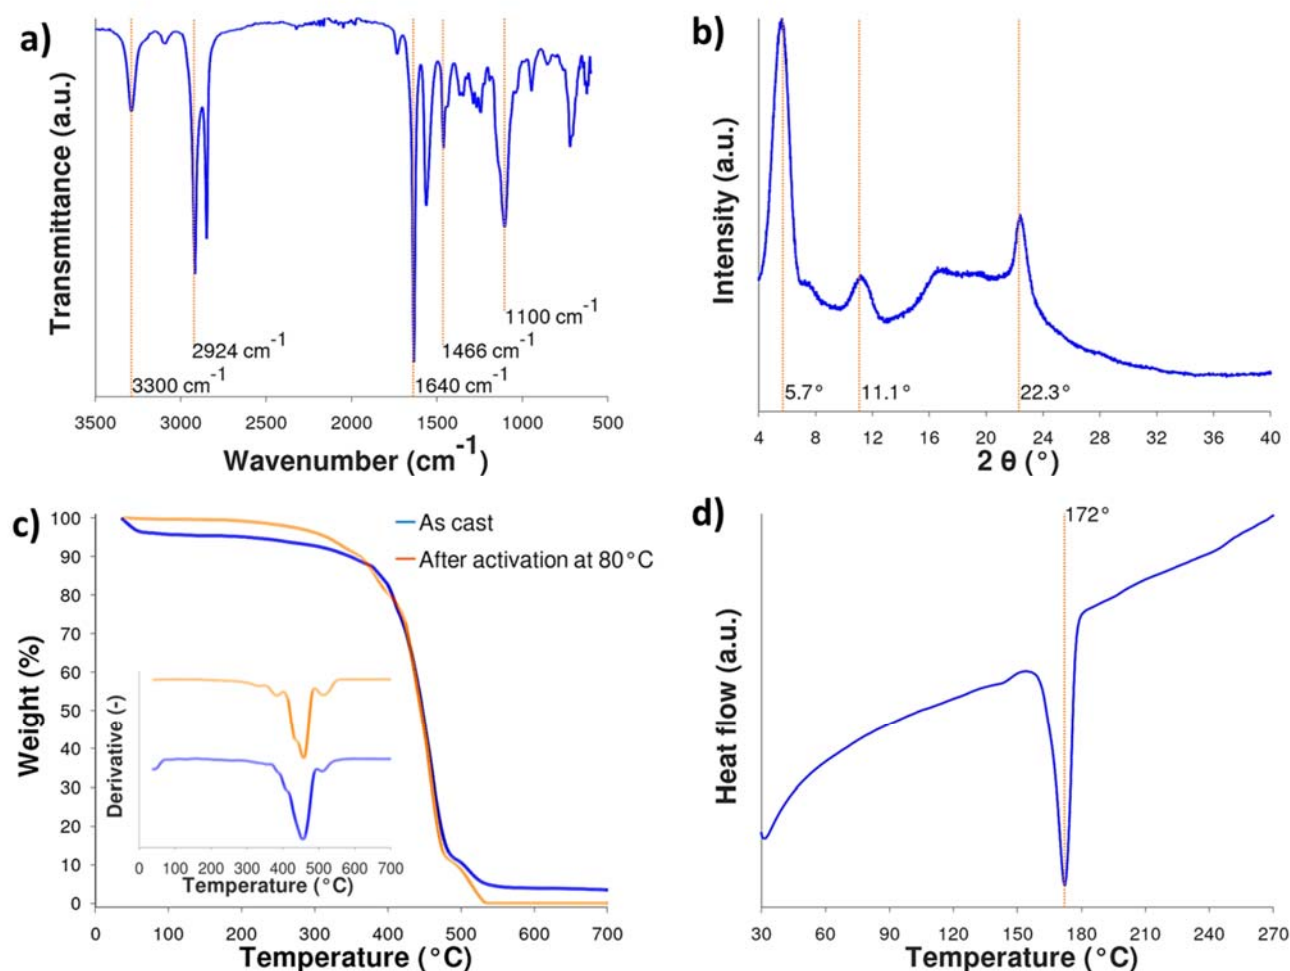 a)
Transmittance (a.u.)
1100 cm-1
2924 cm-1
1466 cm-1
3300 cm-1
1640 cm-1
3500 3000 2500 2000 1500 1000 500
Wavenumber (cm-1)
b)
Intensity (a.u.)
5.7°
11.1°
22.3°
4 8 12 16 20 24 28 32 36 40
2 θ (°)
c)
As cast
After activation at 80°C
Weight (%)
100
90
80
70
60
50
40
30
20
10
0
0 100 200 300 400 500 600 700
Temperature (°C)
Derivative (-)
0 100 200 300 400 500 600 700
Temperature (°C)
d)
172°
Heat flow (a.u.)
30 60 90 120 150 180 210 240 270
Temperature (°C)